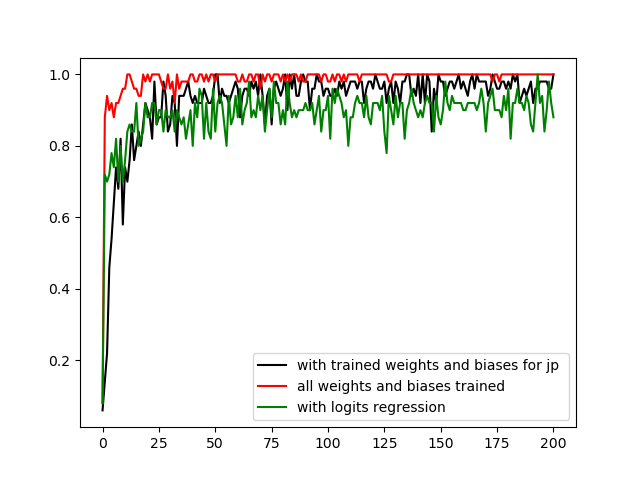 1.0
0.8
0.6
0.4
0.2
with trained weights and biases for jp
all weights and biases trained
with logits regression
0 25 50 75 100 125 150 175 200